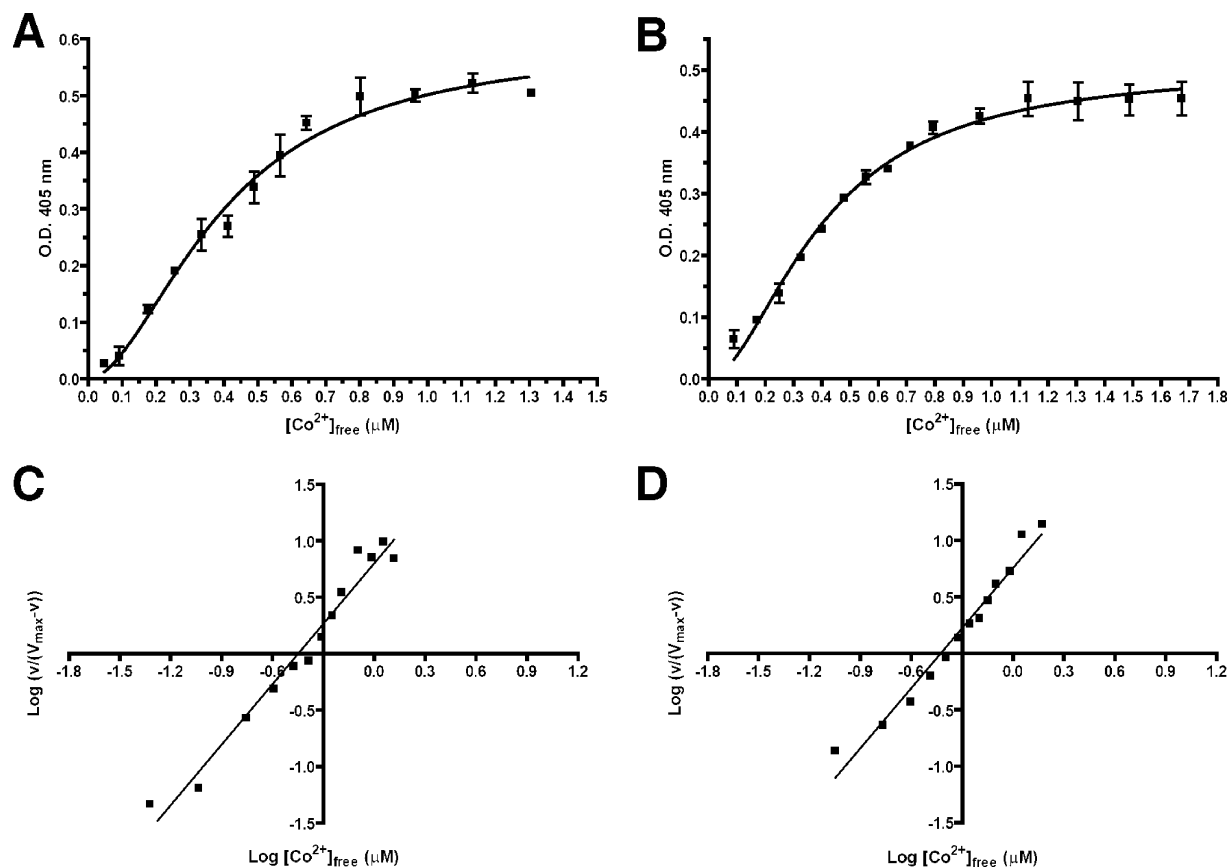 A
0.6
0.5
0.4
0.3
0.2
0.1
0.0
O.D. 405 nm
0.0 0.1 0.2 0.3 0.4 0.5 0.6 0.7 0.8 0.9 1.0 1.1 1.2 1.3 1.4 1.5
[Co²⁺]free (μM)
B
0.5
0.4
0.3
0.2
0.1
0.0
O.D. 405 nm
0.0 0.1 0.2 0.3 0.4 0.5 0.6 0.7 0.8 0.9 1.0 1.1 1.2 1.3 1.4 1.5 1.6 1.7 1.8
[Co²⁺]free (μM)
C
1.5
1.0
0.5
-0.5
-1.0
-1.5
Log (v/(Vmax-v))
-1.8 -1.5 -1.2 -0.9 -0.6 0.0 0.3 0.6 0.9 1.2
Log [Co²⁺]free (μM)
D
1.5
1.0
0.5
-0.5
-1.0
-1.5
Log (v/(Vmax-v))
-1.8 -1.5 -1.2 -0.9 -0.6 0.0 0.3 0.6 0.9 1.2
Log [Co²⁺]free (μM)